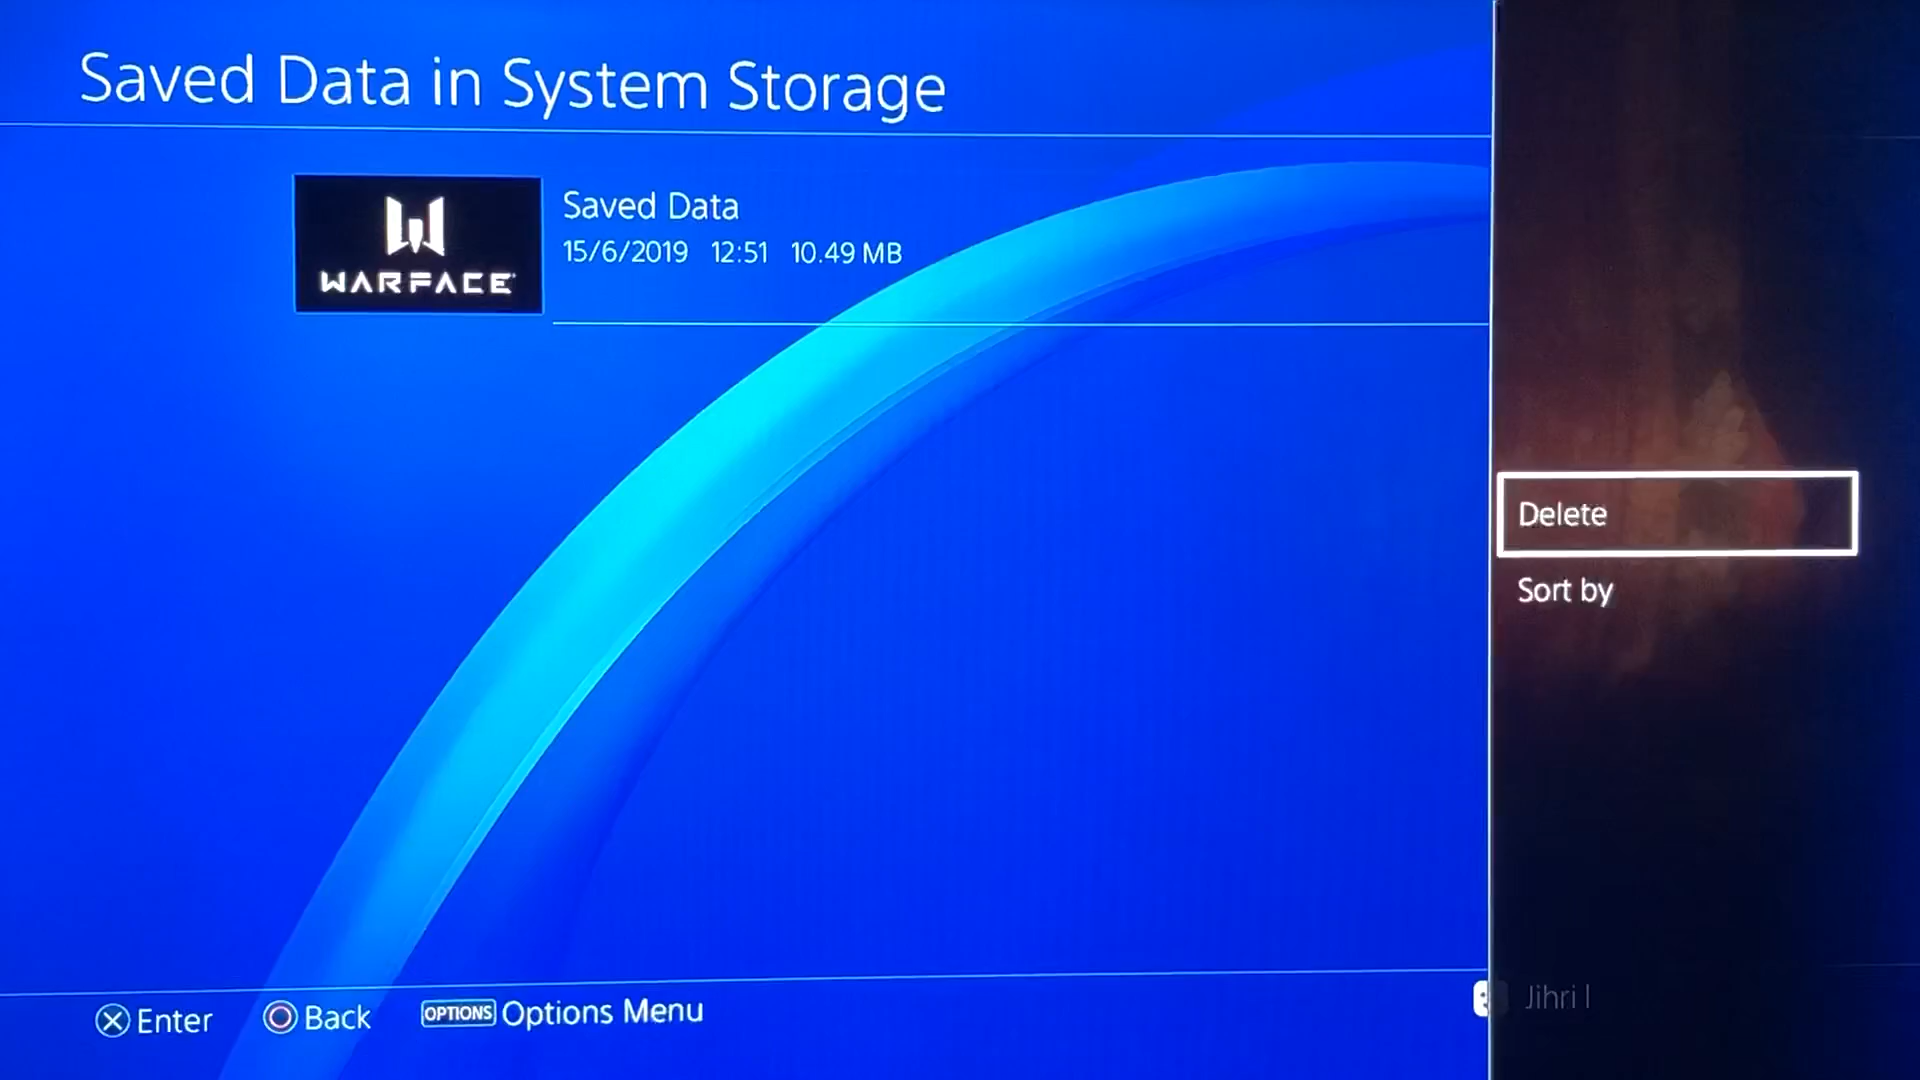 Saved Data in System Storage
WARFACE
Saved Data
15/6/2019 12:51 10.49 MB
Delete
Sort by
Enter
Back
OPTIONS Options Menu
Jihri l